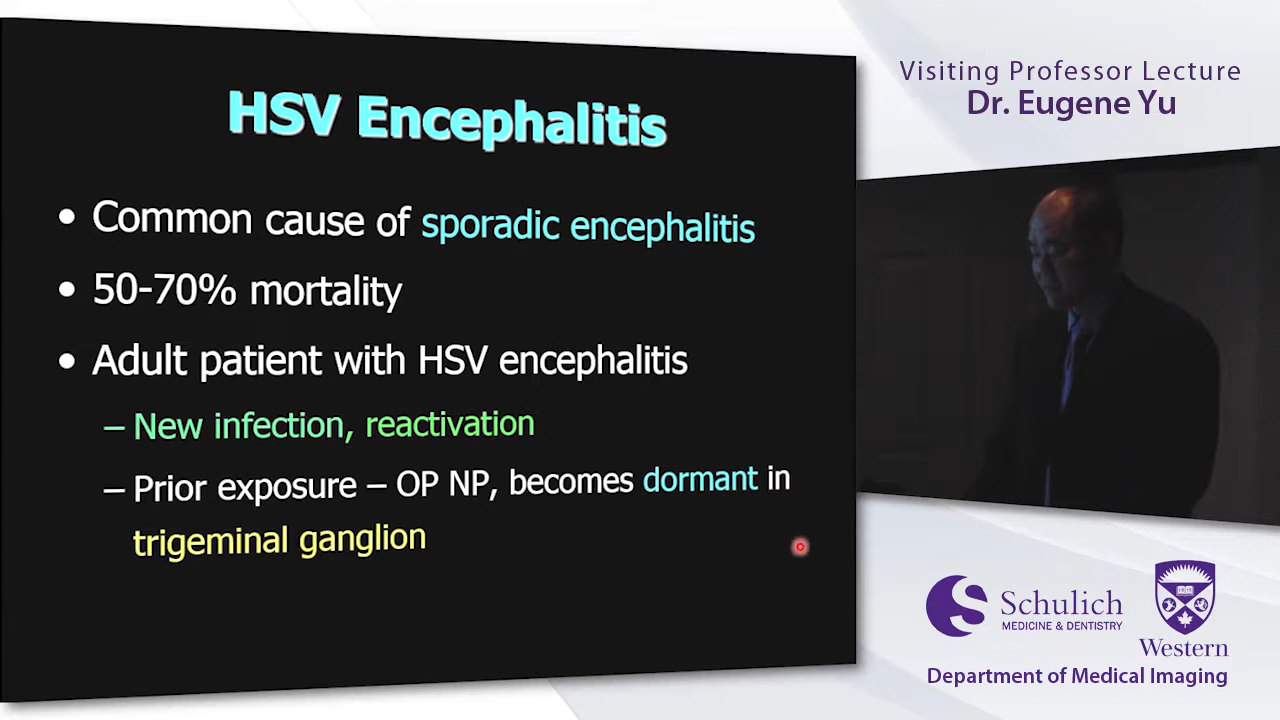 HSV Encephalitis
• Common cause of sporadic encephalitis
• 50-70% mortality
• Adult patient with HSV encephalitis
– New infection, reactivation
– Prior exposure – OP NP, becomes dormant in
trigeminal ganglion
Visiting Professor Lecture
Dr. Eugene Yu
Schulich
MEDICINE & DENTISTRY
Western
Department of Medical Imaging